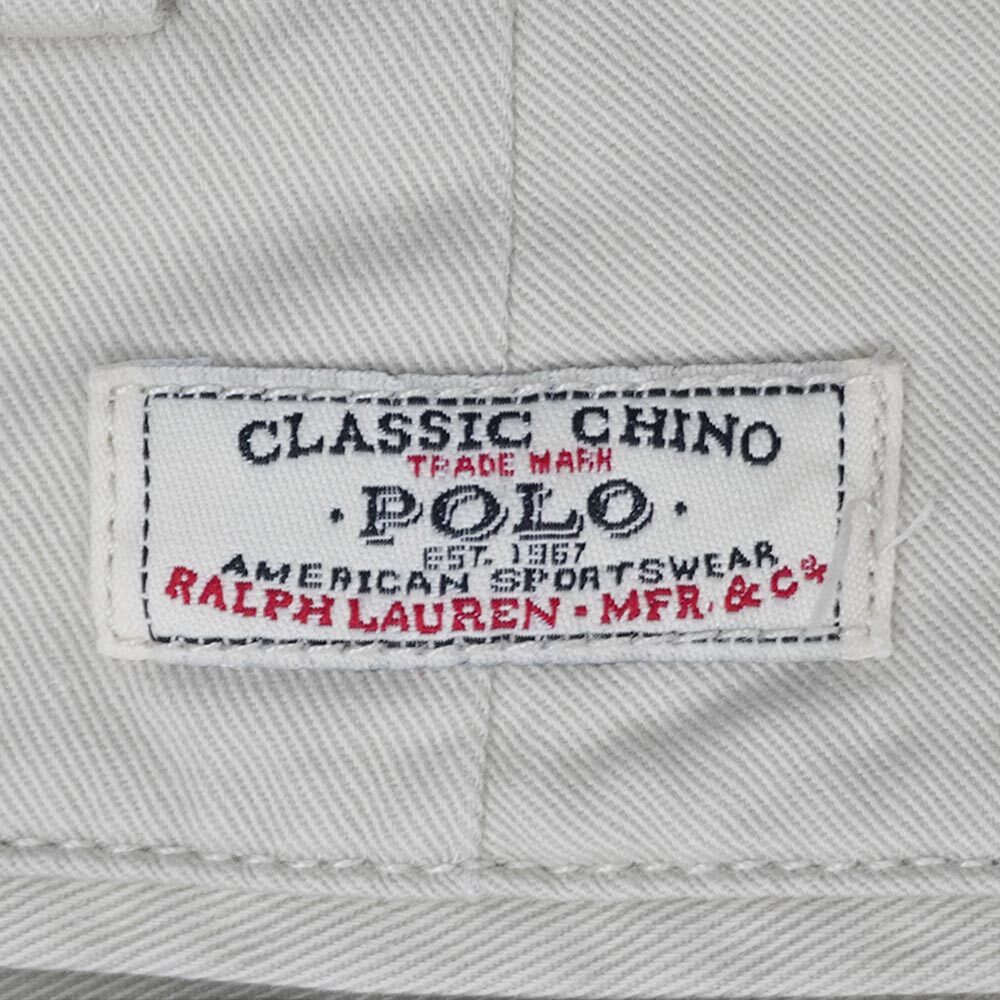 CLASSIC CHINO
TRADE MARK
· POLO ·
EST. 1967
AMERICAN SPORTSWEAR
RALPH LAUREN · MFR. & Co